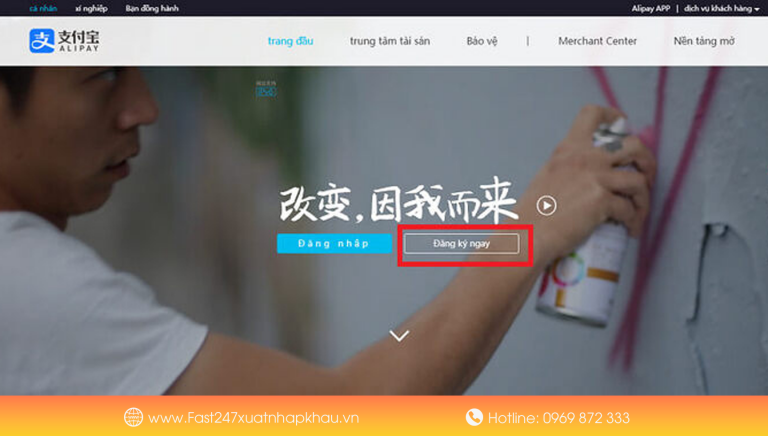 cá nhân xí nghiệp Bạn đồng hành Alipay APP | dịch vụ khách hàng
支 支付宝
ALIPAY
trang đầu trung tâm tài sản Bảo vệ | Merchant Center Nền tảng mở
改变,因我而来
Đăng nhập Đăng ký ngay
www.Fast247xuatnhapkhau.vn Hotline: 0969 872 333